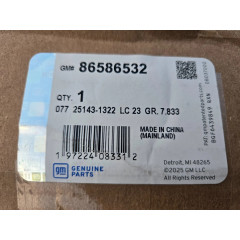 GM# 86586532
QTY. 1
077 25143-1322 LC 23 GR. 7.833
MADE IN CHINA
(MAINLAND)
1 97224 08331 2
gm GENUINE
PARTS
Detroit, MI 48265
©2025 GM LLC